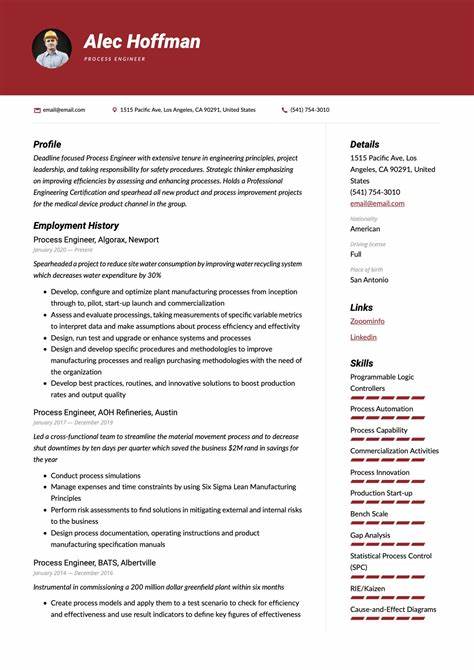 Alec Hoffman
PROCESS ENGINEER
email@email.com
1515 Pacific Ave, Los Angeles, CA 90291, United States
(541) 754-3010
Profile
Deadline focused Process Engineer with extensive tenure in engineering principles, project
leadership, and taking responsibility for safety procedures. Strategic thinker emphasizing
on improving efficiencies by assessing and enhancing processes. Holds a Professional
Engineering Certification and spearhead all new product and process improvement projects
for the medical device product channel in the group.
Employment History
Process Engineer, Algorax, Newport
January 2020 — Present
Spearheaded a project to reduce site water consumption by improving water recycling system
which decreases water expenditure by 30%
• Develop, configure and optimize plant manufacturing processes from inception
through to, pilot, start-up launch and commercialization
• Assess and evaluate processing, taking measurements of specific variable metrics
to interpret data and make assumptions about process efficiency and effetivity
• Design, run test and upgrade or enhance systems and processes
• Design and develop specific procedures and methodologies to improve
manufacturing processes and realign purchasing methodologies with the need of
the organization
• Develop best practices, routines, and innovative solutions to boost production
rates and output quality
Process Engineer, AOH Refineries, Austin
January 2017 — December 2019
Led a cross-functional team to streamline the material movement process and to decrease
shut downtimes by ten days per quarter which saved the business $2M rand in savings for
the year
• Conduct process simulations
• Manage expenses and time constraints by using Six Sigma Lean Manufacturing
Principles
• Perform risk assessments to find solutions in mitigating external and internal risks
to the business
• Design process documentation, operating instructions and product
manufacturing specification manuals
Process Engineer, BATS, Albertville
January 2014 — December 2016
Instrumental in commissioning a 200 million dollar greenfield plant within six months
• Create process models and apply them to a test scenario to check for efficiency
and effectiveness and use result indicators to define key figures of effectiveness
Details
1515 Pacific Ave, Los
Angeles, CA 90291, United
States
(541) 754-3010
email@email.com
Nationality
American
Driving license
Full
Place of birth
San Antonio
Links
Zooominfo
LinkedIn
Skills
Programmable Logic
Controllers
Process Automation
Process Capability
Commercialization Activities
Process Innovation
Production Start-up
Bench Scale
Gap Analysis
Statistical Process Control
(SPC)
RIE/Kaizen
Cause-and-Effect Diagrams